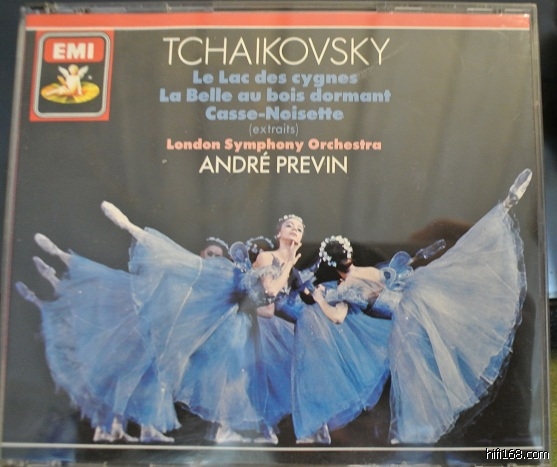 EMI
TCHAIKOVSKY
Le Lac des cygnes
La Belle au bois dormant
Casse-Noisette
(extraits)
London Symphony Orchestra
ANDRÉ PREVIN
hifi168.com